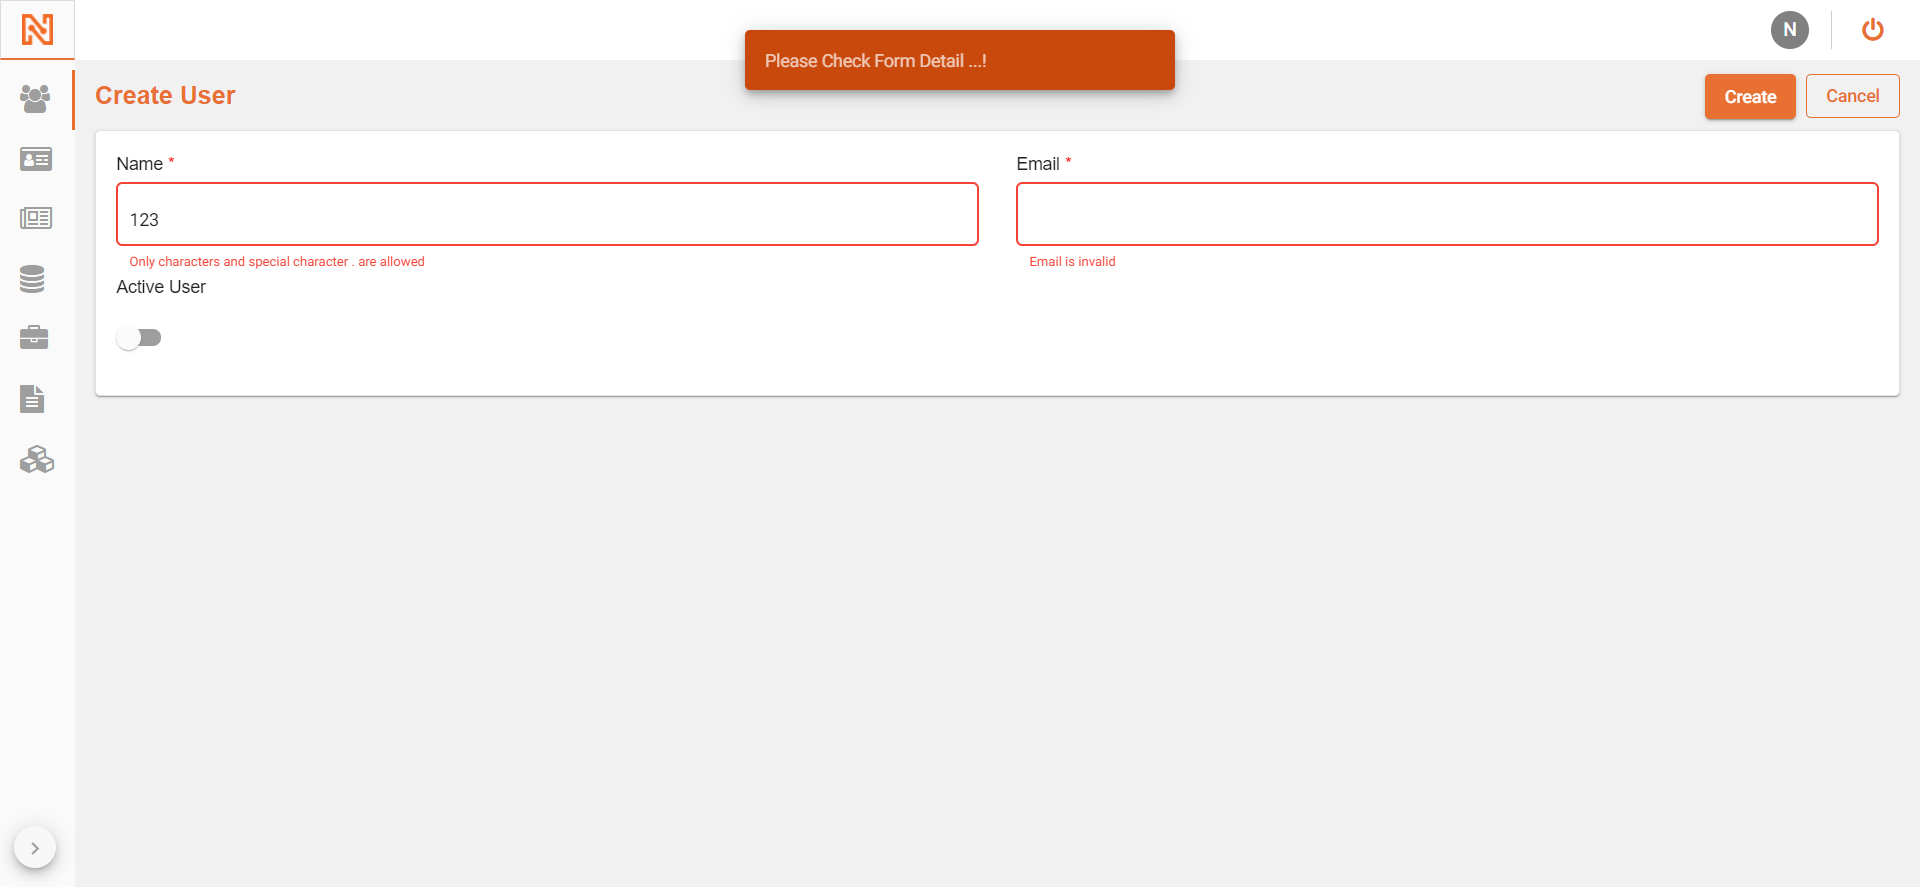 N
Please Check Form Detail ...!
Create User
Create
Cancel
Name *
Email *
123
Only characters and special character . are allowed
Email is invalid
Active User